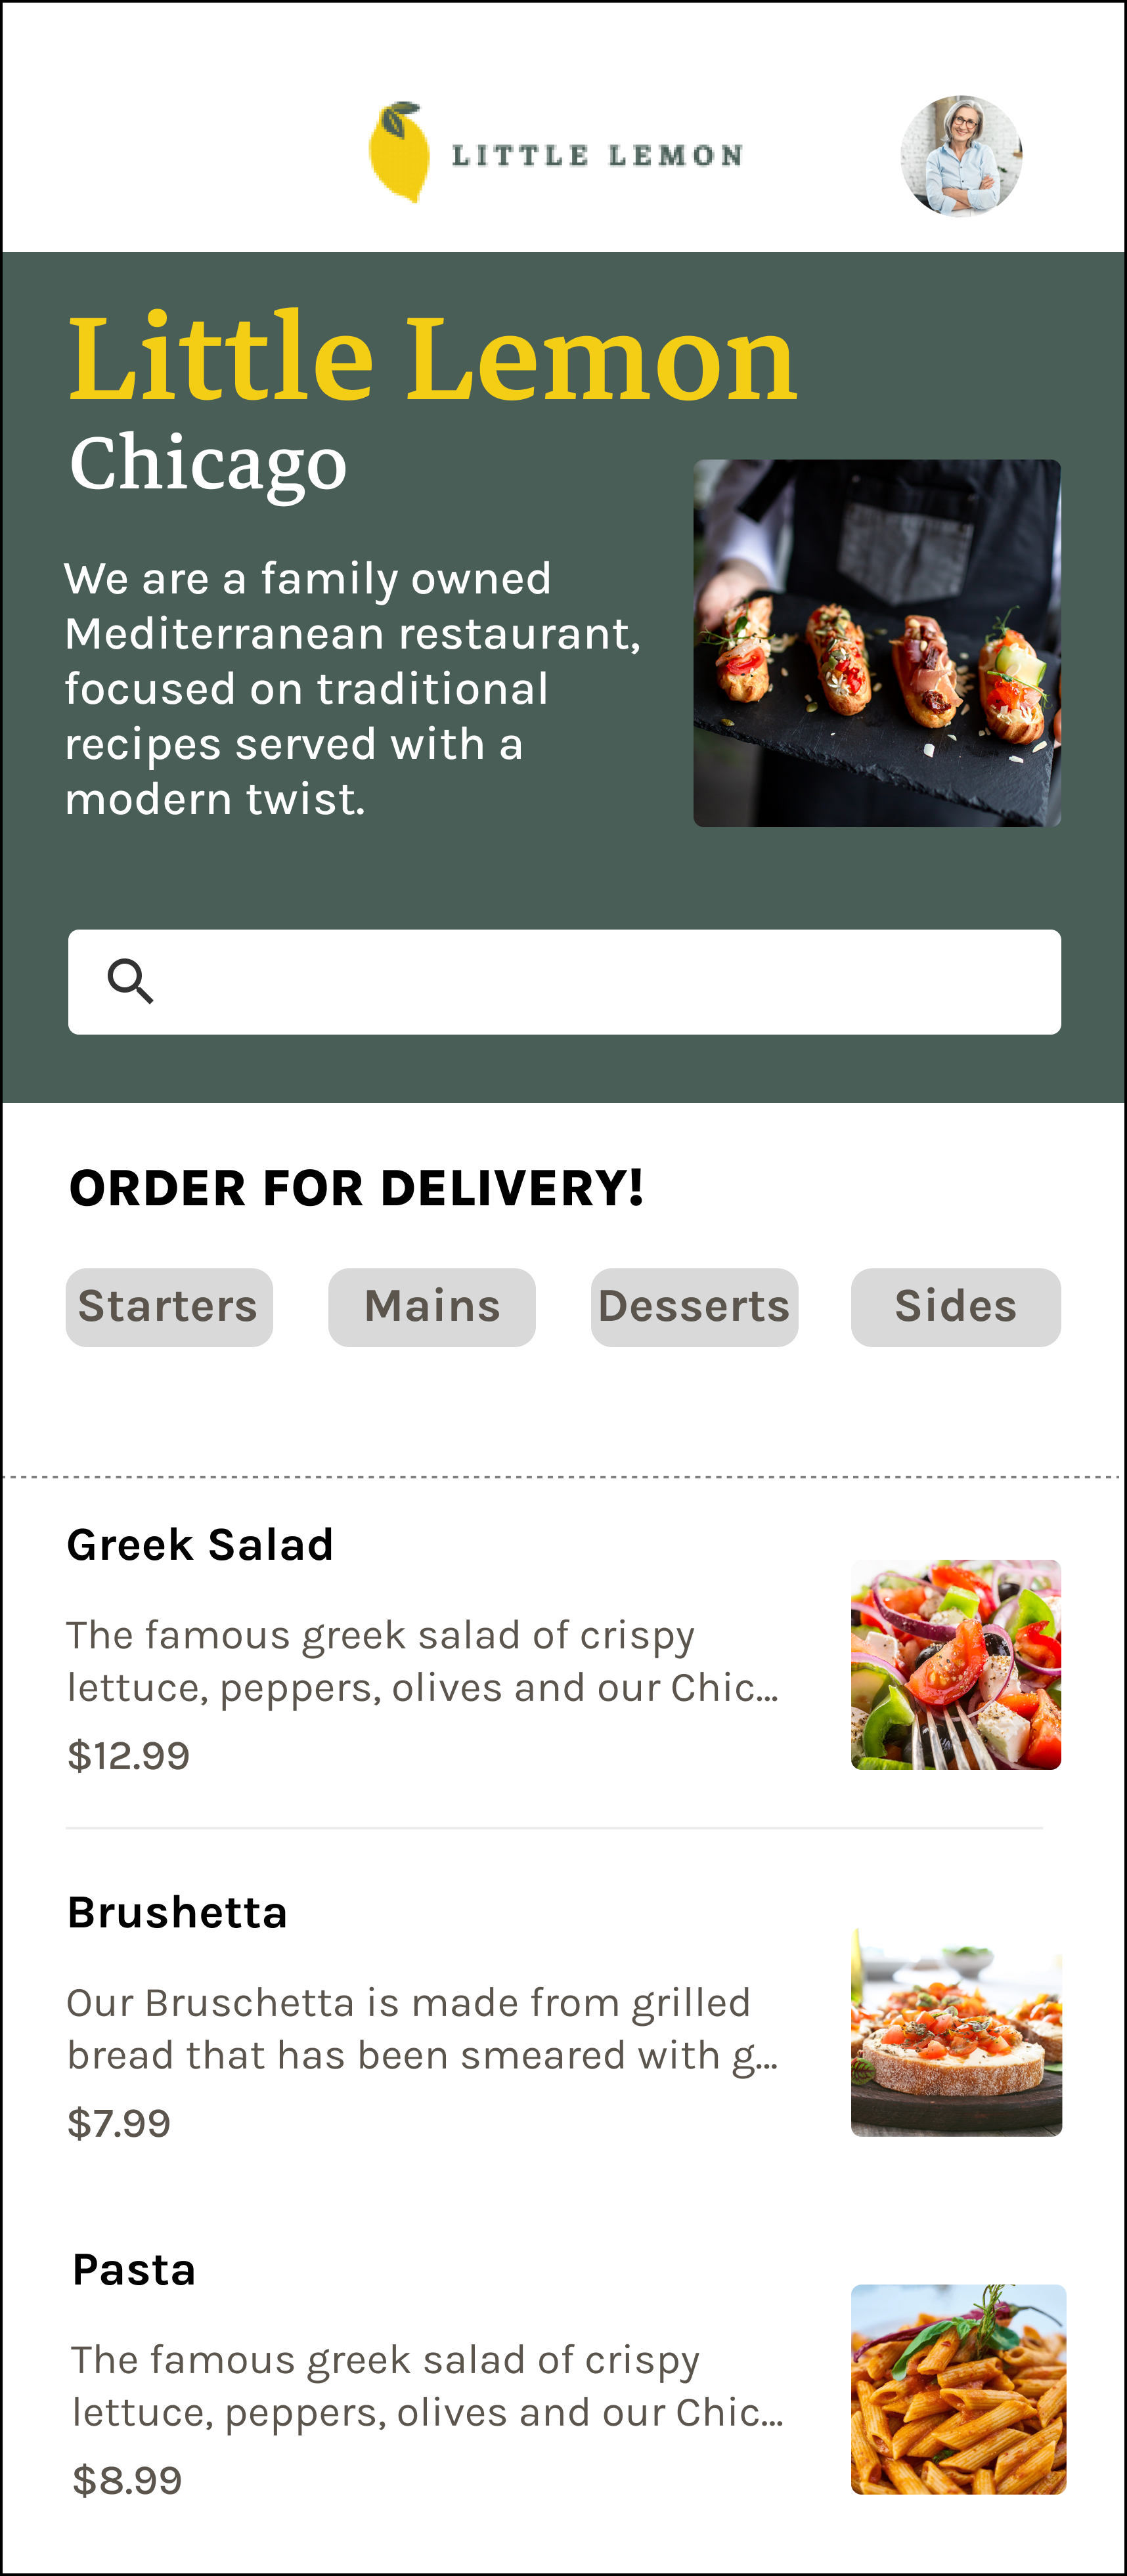 LITTLE LEMON
Little Lemon
Chicago
We are a family owned
Mediterranean restaurant,
focused on traditional
recipes served with a
modern twist.
ORDER FOR DELIVERY!
Starters Mains Desserts Sides
Greek Salad
The famous greek salad of crispy
lettuce, peppers, olives and our Chic...
$12.99
Brushetta
Our Bruschetta is made from grilled
bread that has been smeared with g...
$7.99
Pasta
The famous greek salad of crispy
lettuce, peppers, olives and our Chic...
$8.99